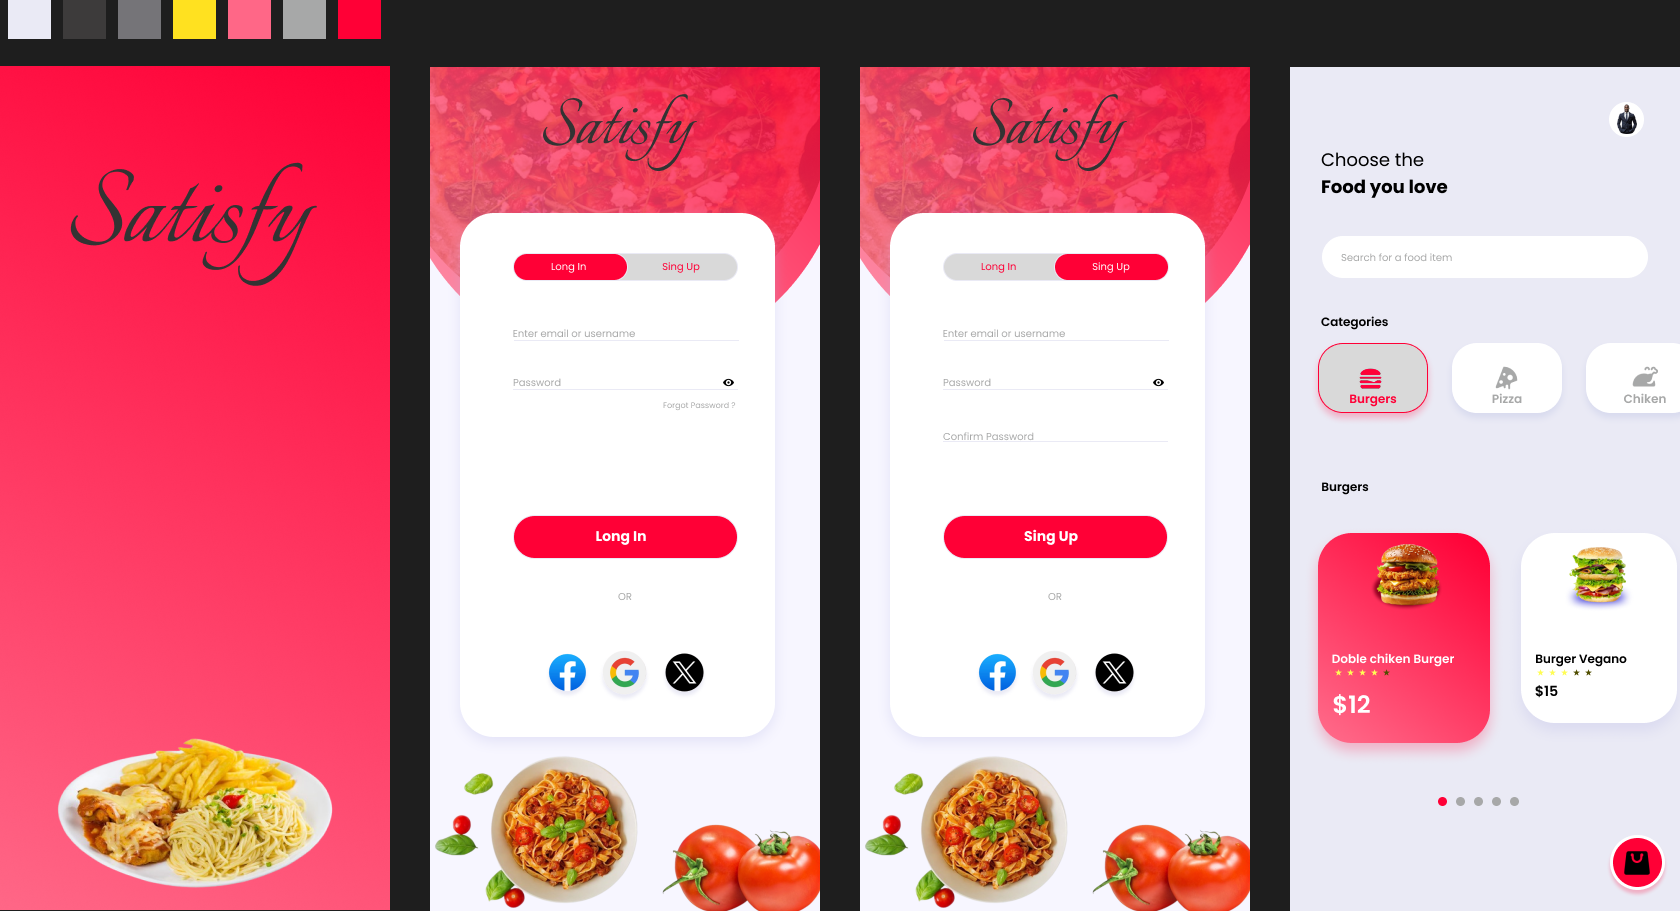 Satisfy
Satisfy
Long In
Sing Up
Enter email or username
Password
Forgot Password ?
Long In
OR
Satisfy
Long In
Sing Up
Enter email or username
Password
Confirm Password
Sing Up
OR
Choose the
Food you love
Search for a food item
Categories
Burgers
Pizza
Chiken
Burgers
Doble chiken Burger
$12
Burger Vegano
$15